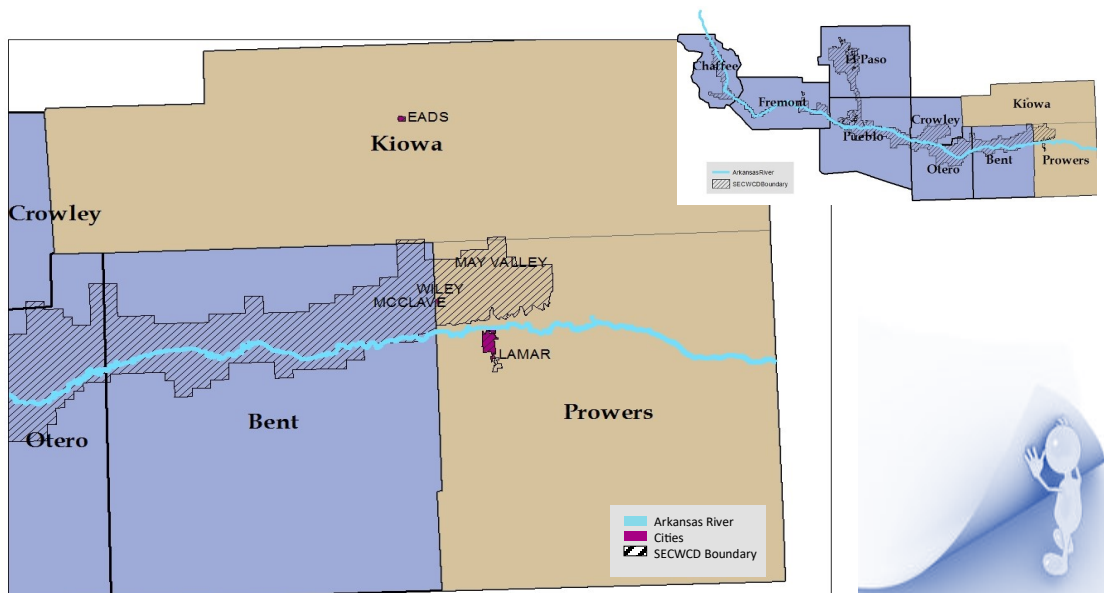 EADS
Kiowa
Crowley
MAY VALLEY
WILEY
MCCLAVE
LAMAR
Prowers
Bent
Otero
Arkansas River
Cities
SECWCD Boundary
Chaffee
El Paso
Fremont
Kiowa
Crowley
Pueblo
Otero
Bent
Prowers
ArkansasRiver
SECWCDBoundary